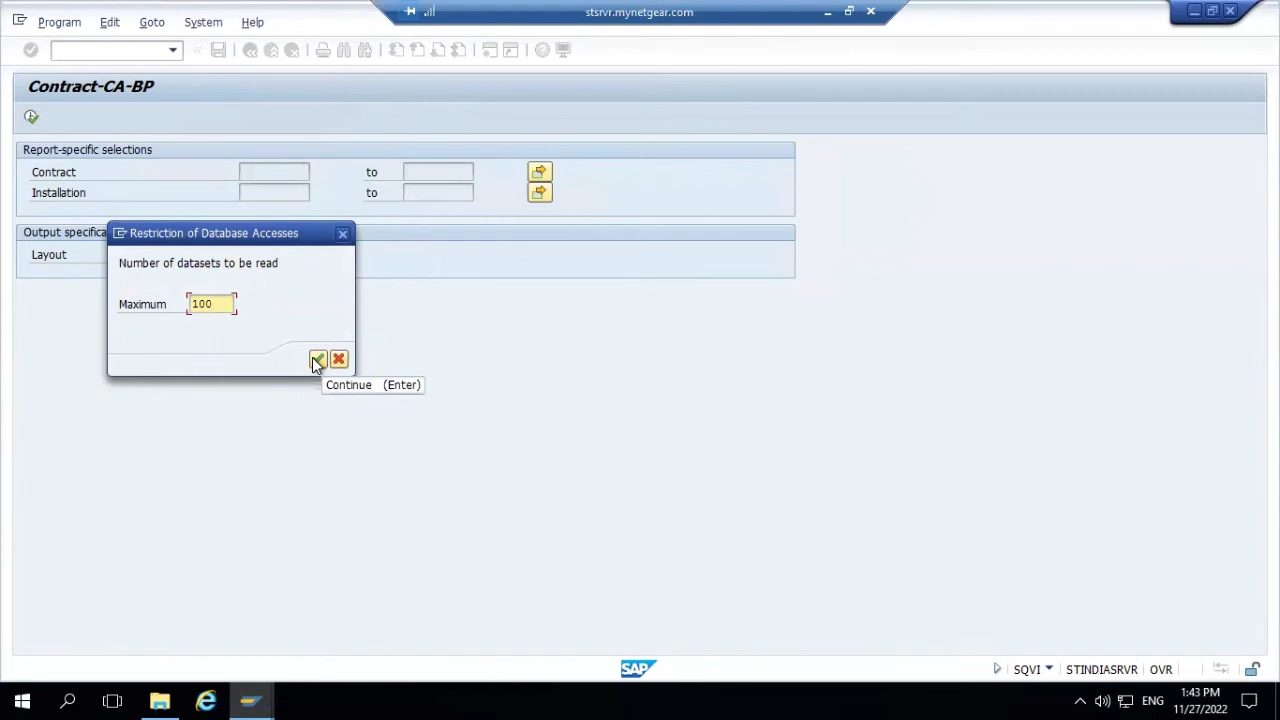 Program Edit Goto System Help
stsrvr.mynetgear.com
Contract-CA-BP
Report-specific selections
Contract to
Installation to
Output specifica
Layout
Restriction of Database Accesses
Number of datasets to be read
Maximum 100
Continue (Enter)
SAP
SQVI STINDIASRVR OVR
ENG
1:43 PM
11/27/2022